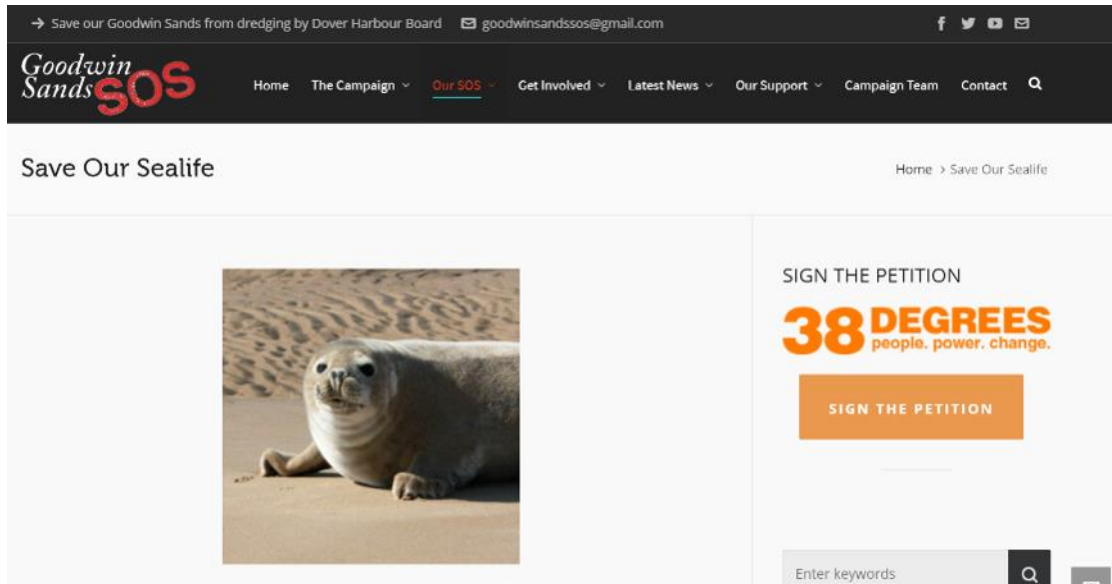 Save our Goodwin Sands from dredging by Dover Harbour Board goodwinsandssos@gmail.com
Goodwin
Sands SOS
Home The Campaign Our SOS Get Involved Latest News Our Support Campaign Team Contact
Save Our Sealife
Home > Save Our Sealife
SIGN THE PETITION
38 DEGREES
people. power. change.
SIGN THE PETITION
Enter keywords